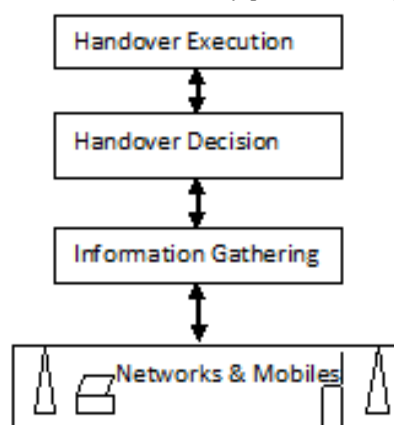 Handover Execution
Handover Decision
Information Gathering
Networks & Mobiles